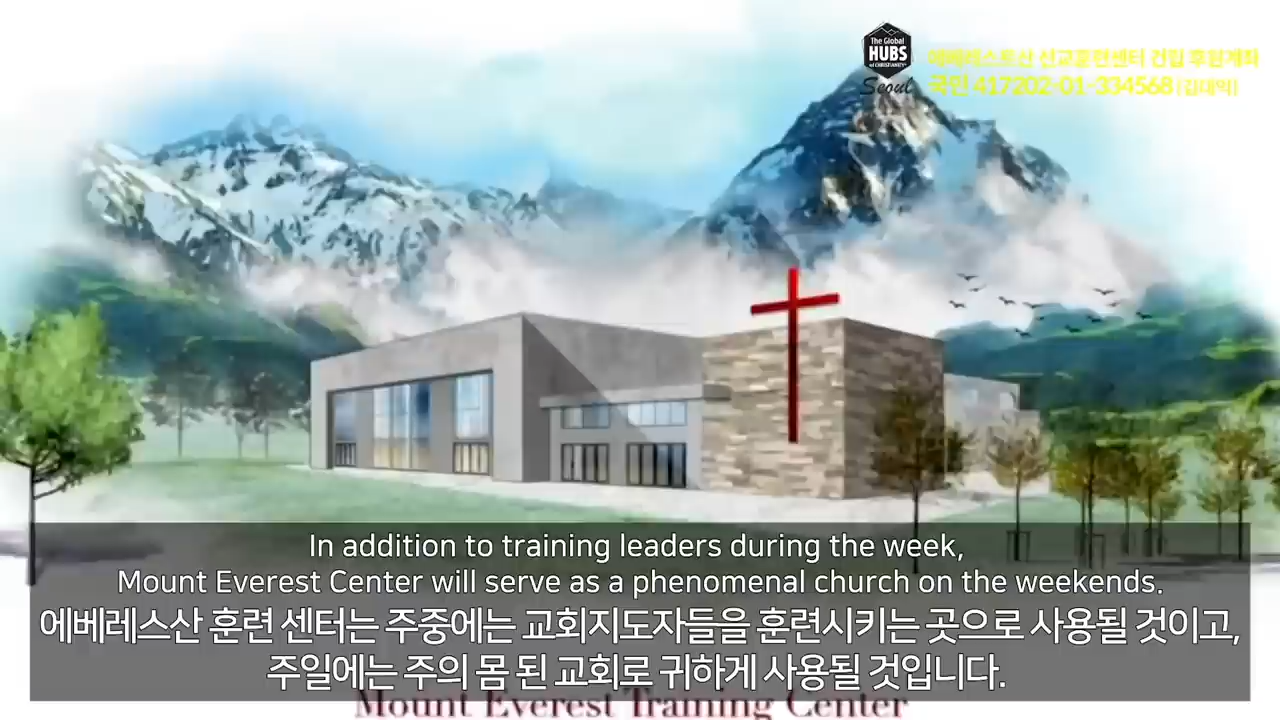 The Global
HUBS
of CHRISTIANITY
Seoul
에베레스트산 선교훈련센터 건립 후원계좌
국민 417202-01-334568 (김대억)
In addition to training leaders during the week,
Mount Everest Center will serve as a phenomenal church on the weekends.
에베레스산 훈련 센터는 주중에는 교회지도자들을 훈련시키는 곳으로 사용될 것이고,
주일에는 주의 몸 된 교회로 귀하게 사용될 것입니다.
Mount Everest Training Center